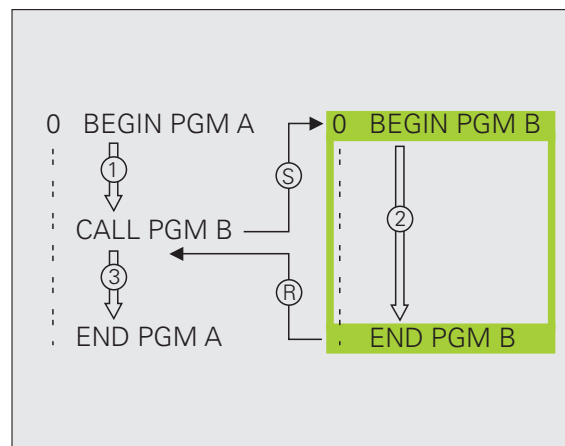 0 BEGIN PGM A
1
S
CALL PGM B
3
R
END PGM A
0 BEGIN PGM B
2
END PGM B